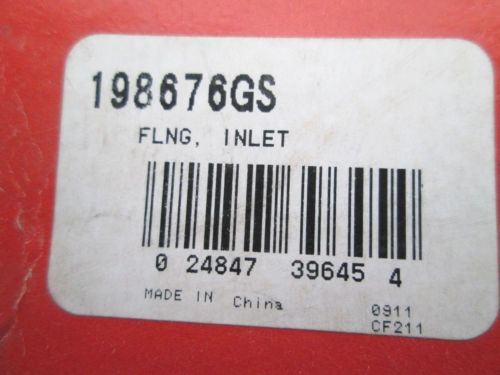 198676GS
FLNG, INLET
0 24847 39645 4
MADE IN China
0911
CF211